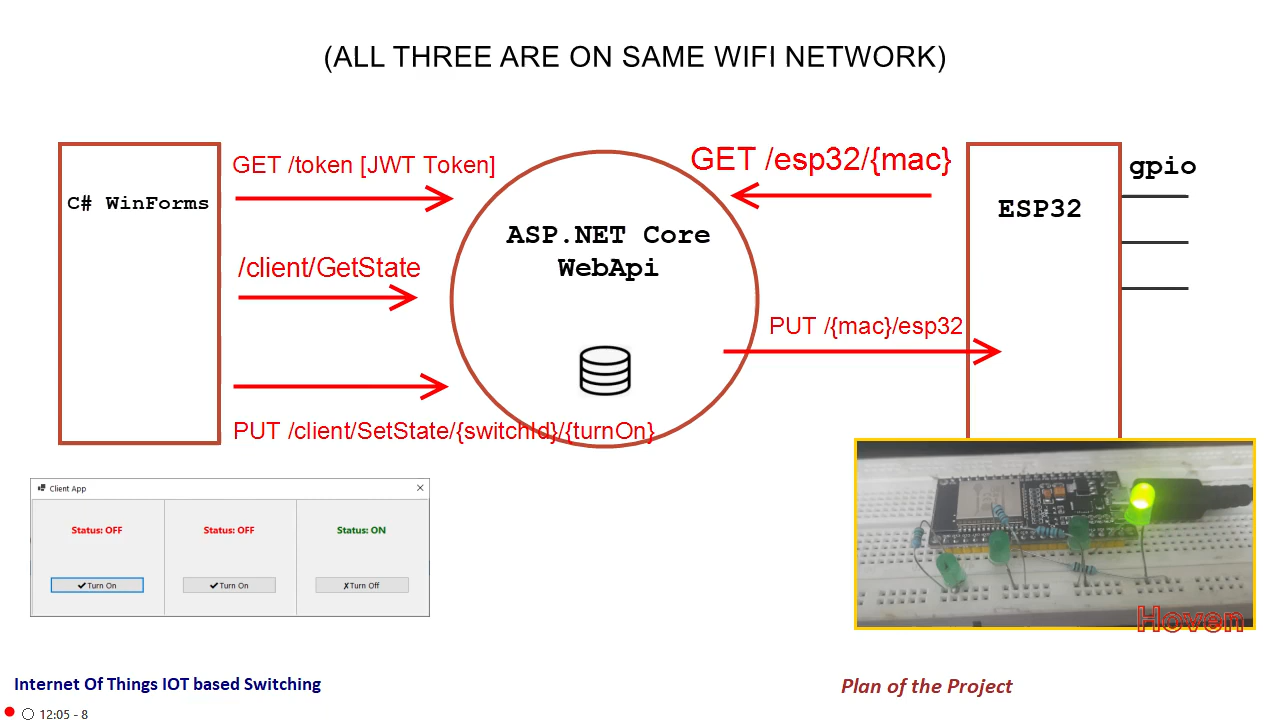 (ALL THREE ARE ON SAME WIFI NETWORK)
GET /token [JWT Token]
GET /esp32/{mac}
gpio
C# WinForms
ESP32
ASP.NET Core
WebApi
/client/GetState
PUT /{mac}/esp32
PUT /client/SetState/{switchId}/{turnOn}
Client App
Status: OFF
Status: OFF
Status: ON
✔Turn On
✔Turn On
✗Turn Off
Hoven
Internet Of Things IOT based Switching
Plan of the Project
12:05 - 8